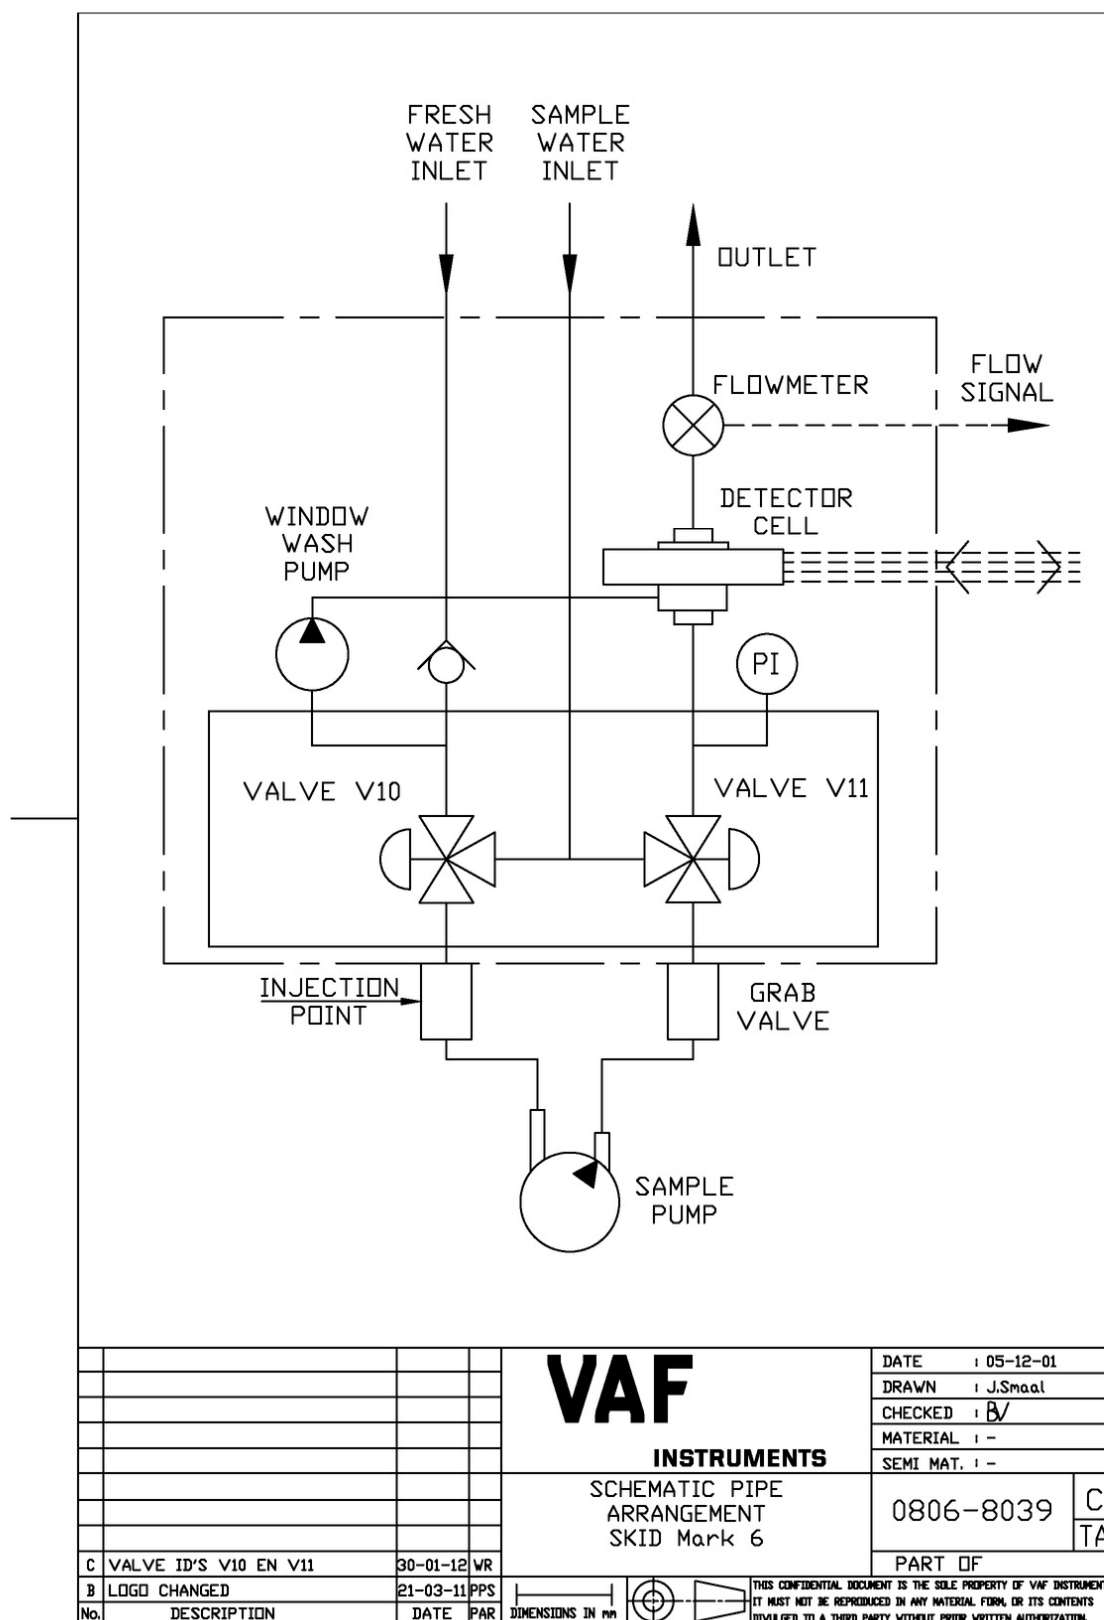 FRESH
WATER
INLET
SAMPLE
WATER
INLET
OUTLET
FLOWMETER
FLOW
SIGNAL
DETECTOR
CELL
WINDOW
WASH
PUMP
PI
VALVE V10
VALVE V11
INJECTION
POINT
GRAB
VALVE
SAMPLE
PUMP
VAF
INSTRUMENTS
SCHEMATIC PIPE
ARRANGEMENT
SKID Mark 6
DATE : 05-12-01
DRAWN : J.Smaal
CHECKED : BV
MATERIAL : -
SEMI MAT. : -
0806-8039
C
TA
PART OF
C VALVE ID'S V10 EN V11 30-01-12 WR
B LOGO CHANGED 21-03-11 PPS
No. DESCRIPTION DATE PAR
DIMENSIONS IN mm
THIS CONFIDENTIAL DOCUMENT IS THE SOLE PROPERTY OF VAF INSTRUMENT
IT MUST NOT BE REPRODUCED IN ANY MATERIAL FORM, OR ITS CONTENTS
DIVULGED TO A THIRD PARTY WITHOUT PRIOR WRITTEN AUTHORIZATION.